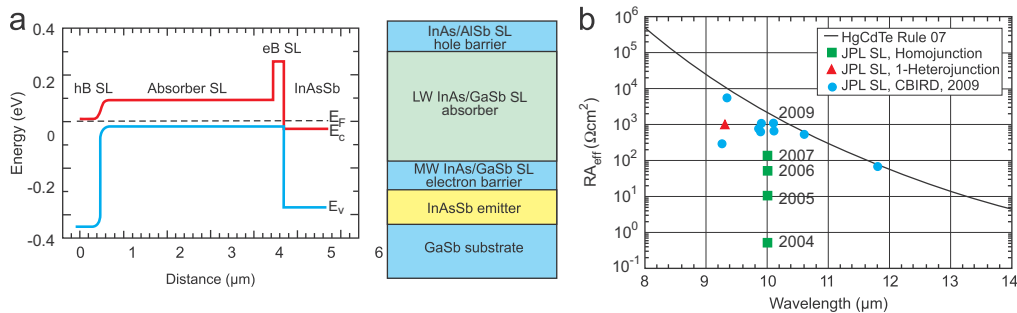 a
0.4
0.2
0
-0.2
-0.4
Energy (eV)
hB SL
Absorber SL
eB SL
InAsSb
E_F
E_c
E_v
0 1 2 3 4 5 6
Distance (µm)
InAs/AlSb SL
hole barrier
LW InAs/GaSb SL
absorber
MW InAs/GaSb SL
electron barrier
InAsSb emitter
GaSb substrate
b
10^6
10^5
10^4
10^3
10^2
10^1
10^0
10^-1
RA_eff (Ωcm²)
HgCdTe Rule 07
JPL SL, Homojunction
JPL SL, 1-Heterojunction
JPL SL, CBIRD, 2009
2009
2007
2006
2005
2004
8 9 10 11 12 13 14
Wavelength (µm)